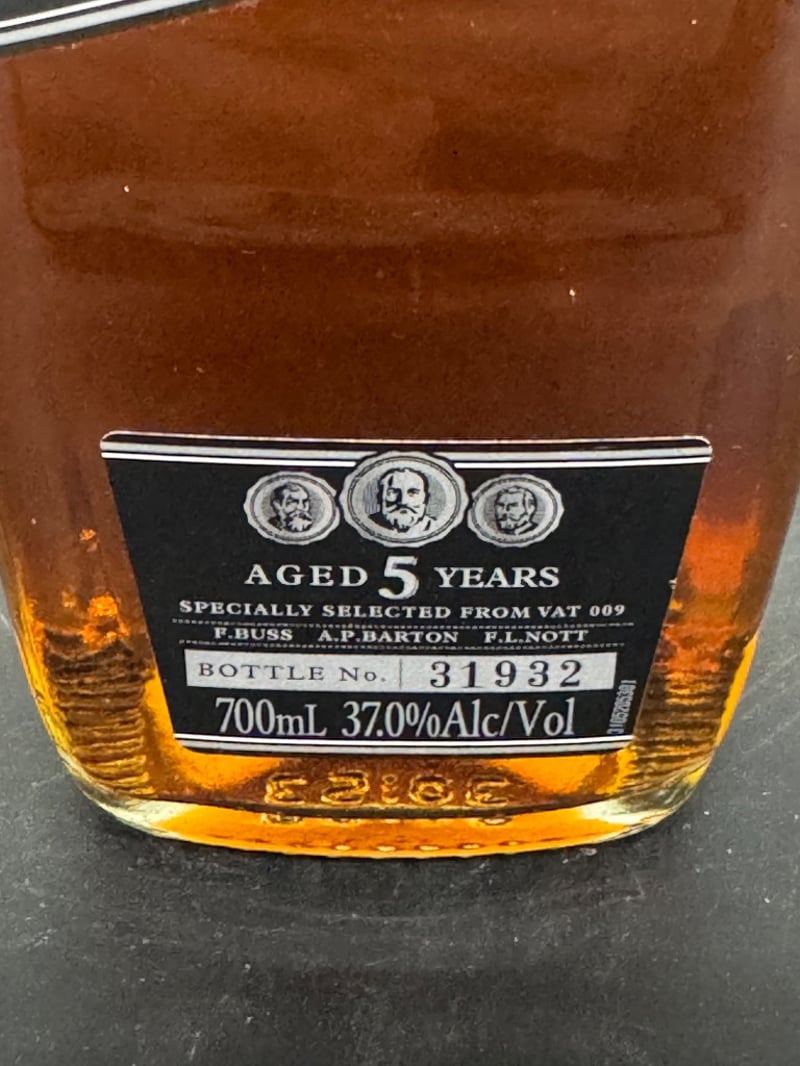 AGED 5 YEARS
SPECIALLY SELECTED FROM VAT 009
F.BUSS A.P.BARTON F.L.NOTT
BOTTLE No. 31932
700mL 37.0%Alc/Vol